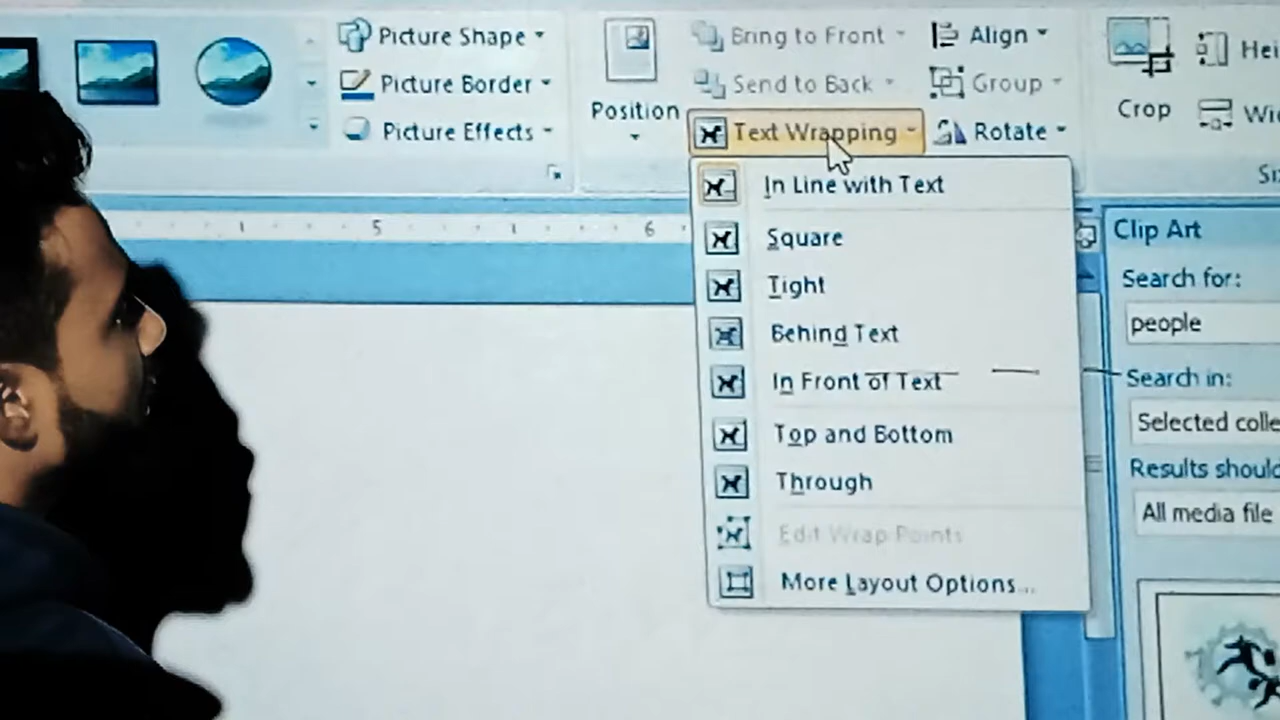 Picture Shape
Picture Border
Picture Effects
Position
Bring to Front
Send to Back
Text Wrapping
Align
Group
Rotate
Crop
In Line with Text
Square
Tight
Behind Text
In Front of Text
Top and Bottom
Through
Edit Wrap Points
More Layout Options...
5
6
Clip Art
Search for:
people
Search in:
Selected
Results
All media file